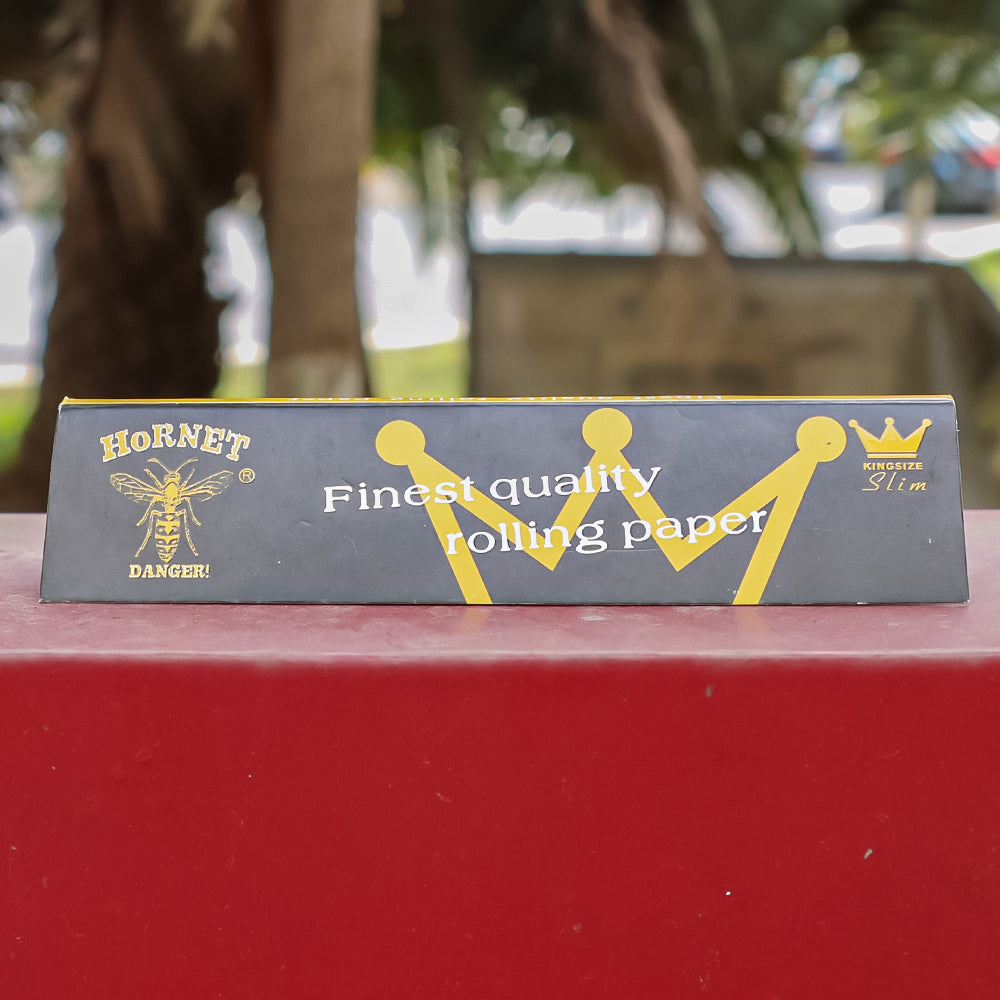 HORNET
®
DANGER!
Finest quality
rolling paper
KINGSIZE
Slim